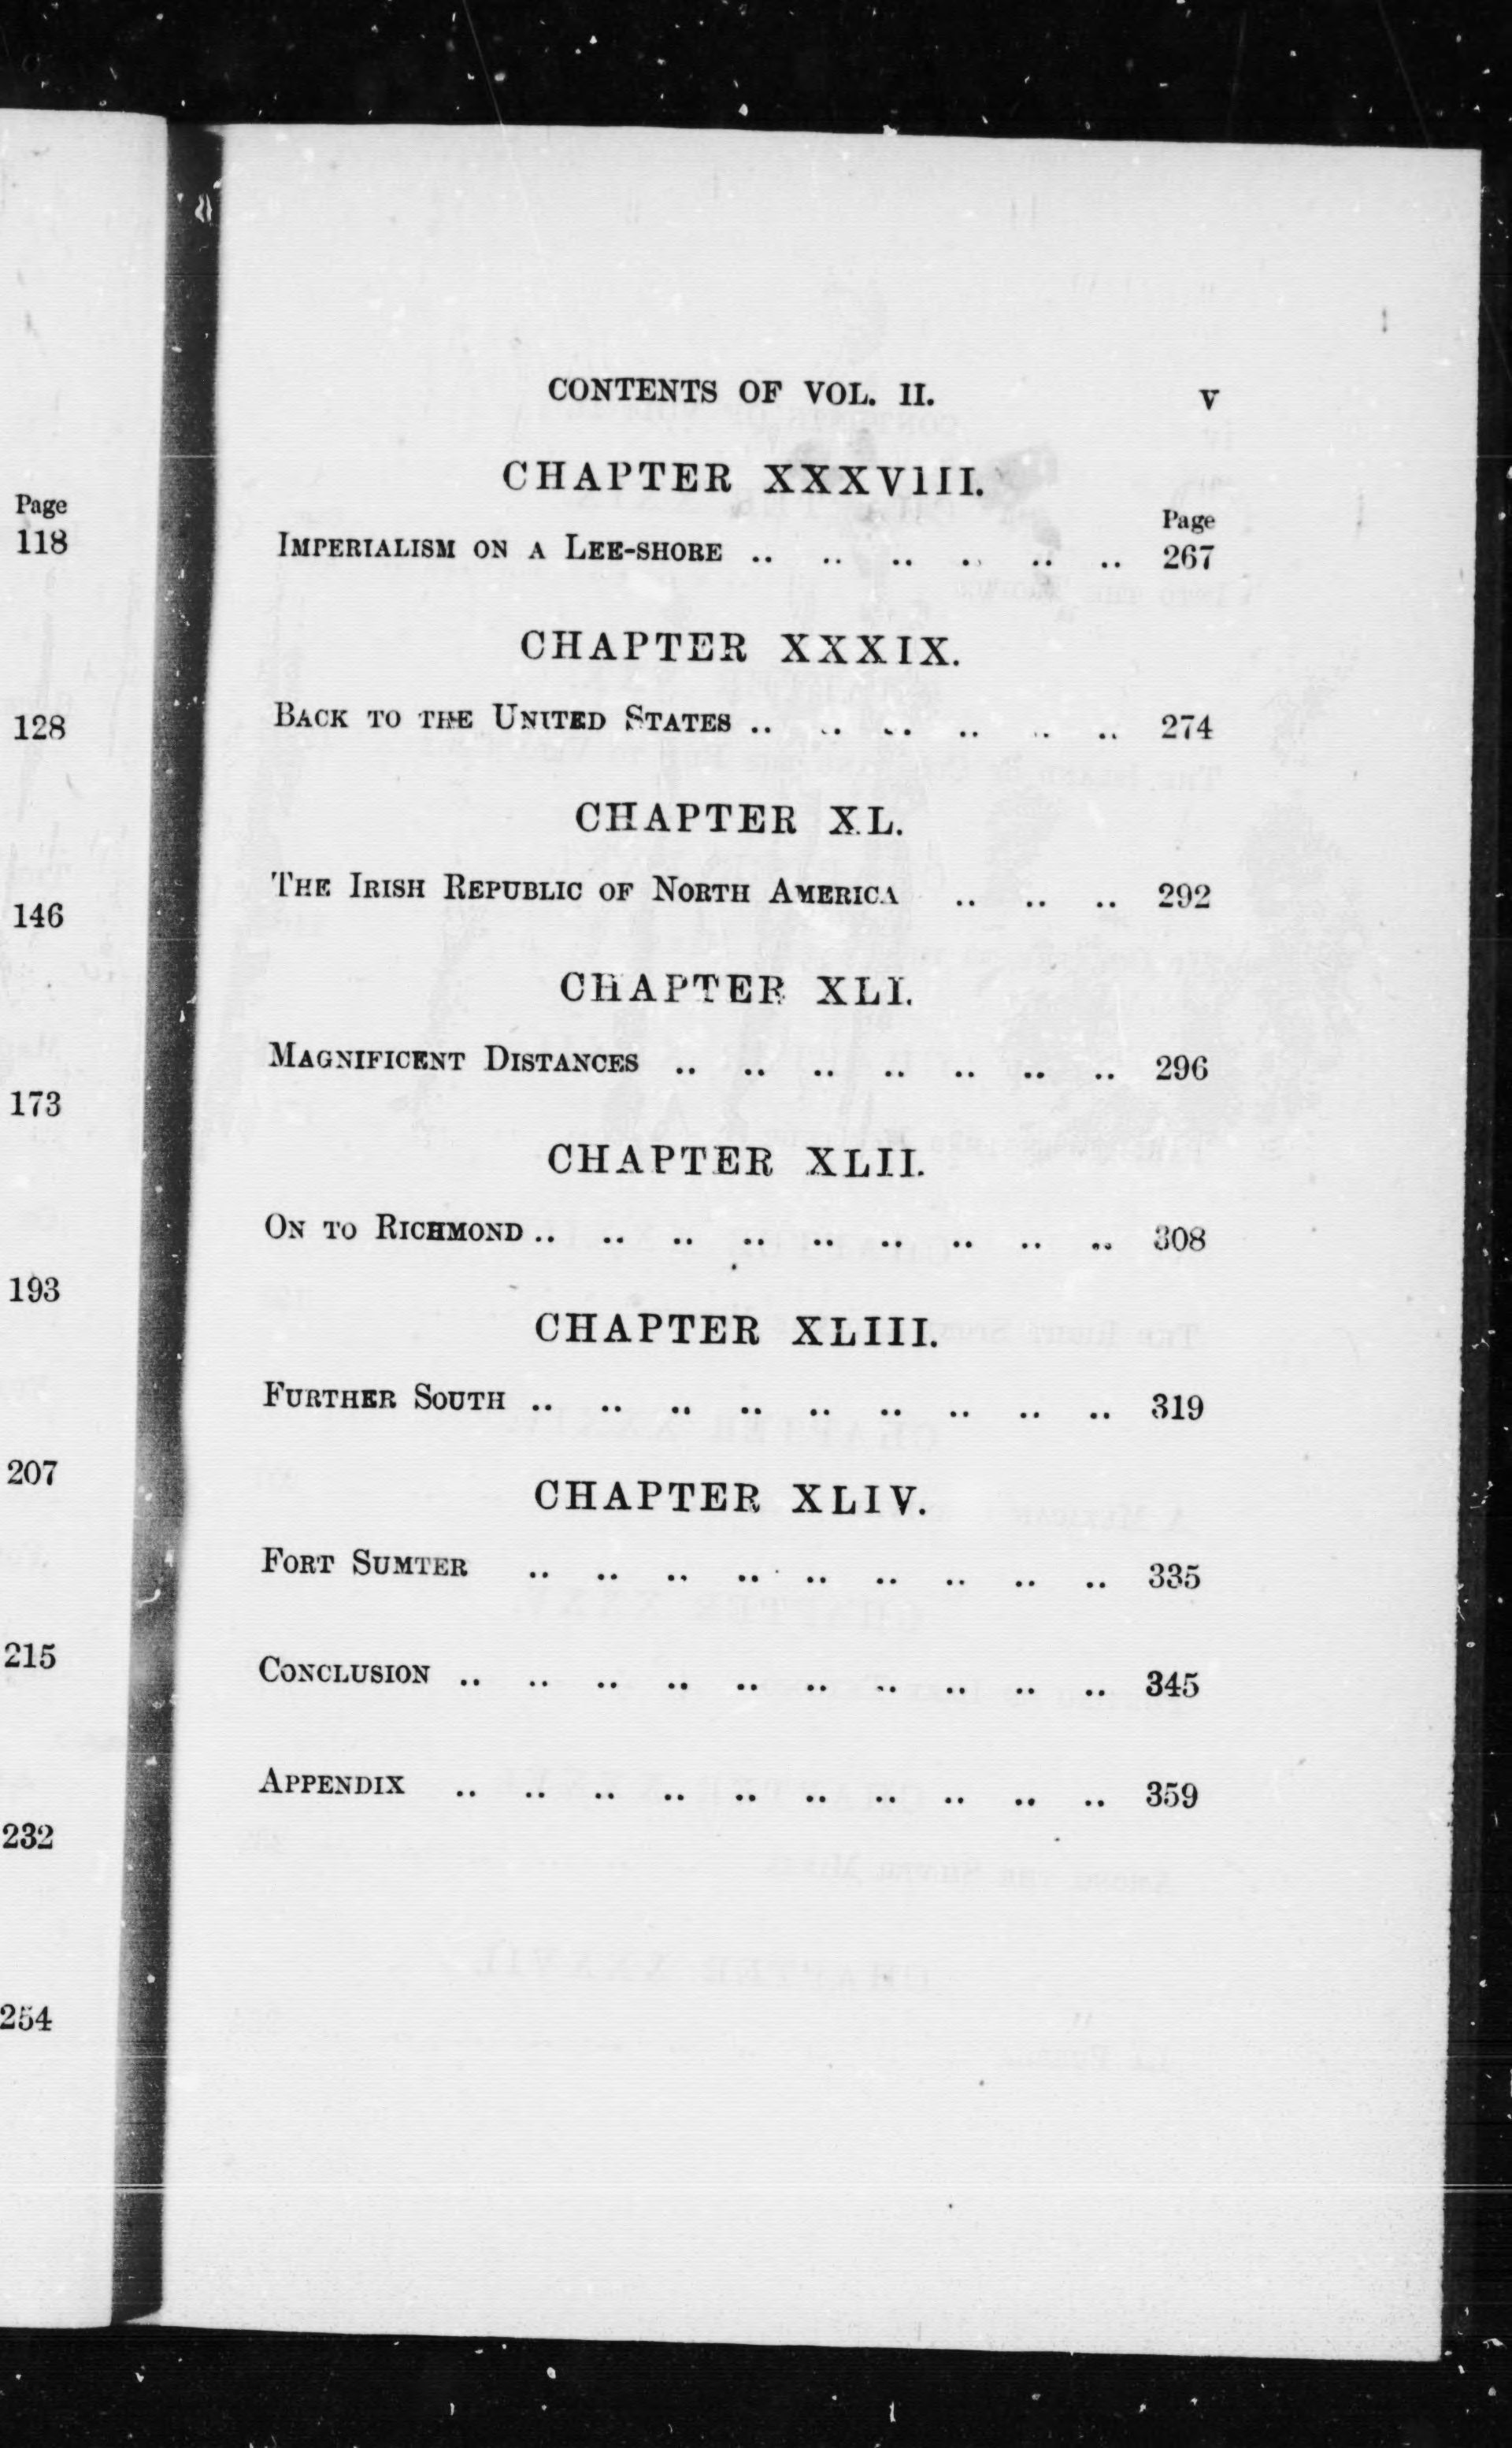 Page
118
128
146
173
193
207
215
232
254
CONTENTS OF VOL. II. v
CHAPTER XXXVIII.
Page
IMPERIALISM ON A LEE-SHORE .. .. .. .. .. .. 267
CHAPTER XXXIX.
BACK TO THE UNITED STATES .. .. .. .. .. .. 274
CHAPTER XL.
THE IRISH REPUBLIC OF NORTH AMERICA .. .. .. 292
CHAPTER XLI.
MAGNIFICENT DISTANCES .. .. .. .. .. .. .. 296
CHAPTER XLII.
ON TO RICHMOND .. .. .. .. .. .. .. .. .. 308
CHAPTER XLIII.
FURTHER SOUTH .. .. .. .. .. .. .. .. .. 319
CHAPTER XLIV.
FORT SUMTER .. .. .. .. .. .. .. .. .. 335
CONCLUSION .. .. .. .. .. .. .. .. .. .. 345
APPENDIX .. .. .. .. .. .. .. .. .. .. 359